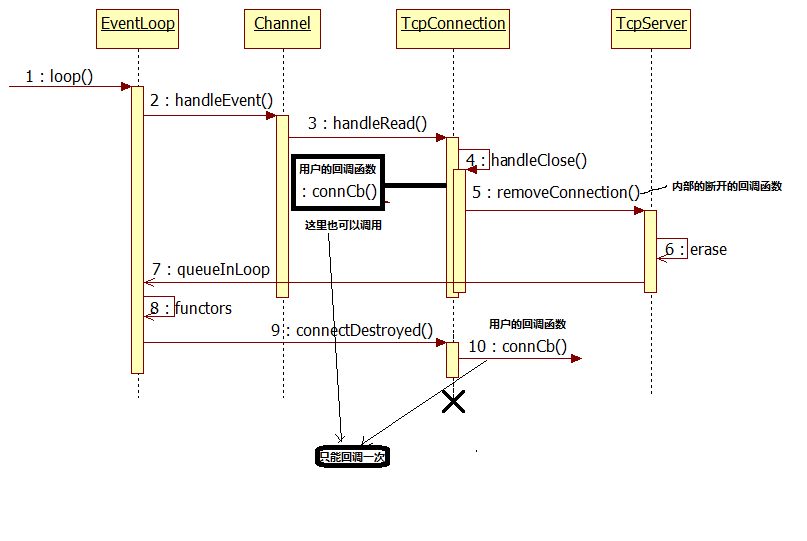 EventLoop
Channel
TcpConnection
TcpServer
1 : loop()
2 : handleEvent()
3 : handleRead()
4 : handleClose()
用户的回调函数
: connCb()
这里也可以调用
5 : removeConnection()
内部的断开的回调函数
6 : erase
7 : queueInLoop
8 : functors
9 : connectDestroyed()
用户的回调函数
10 : connCb()
只能回调一次